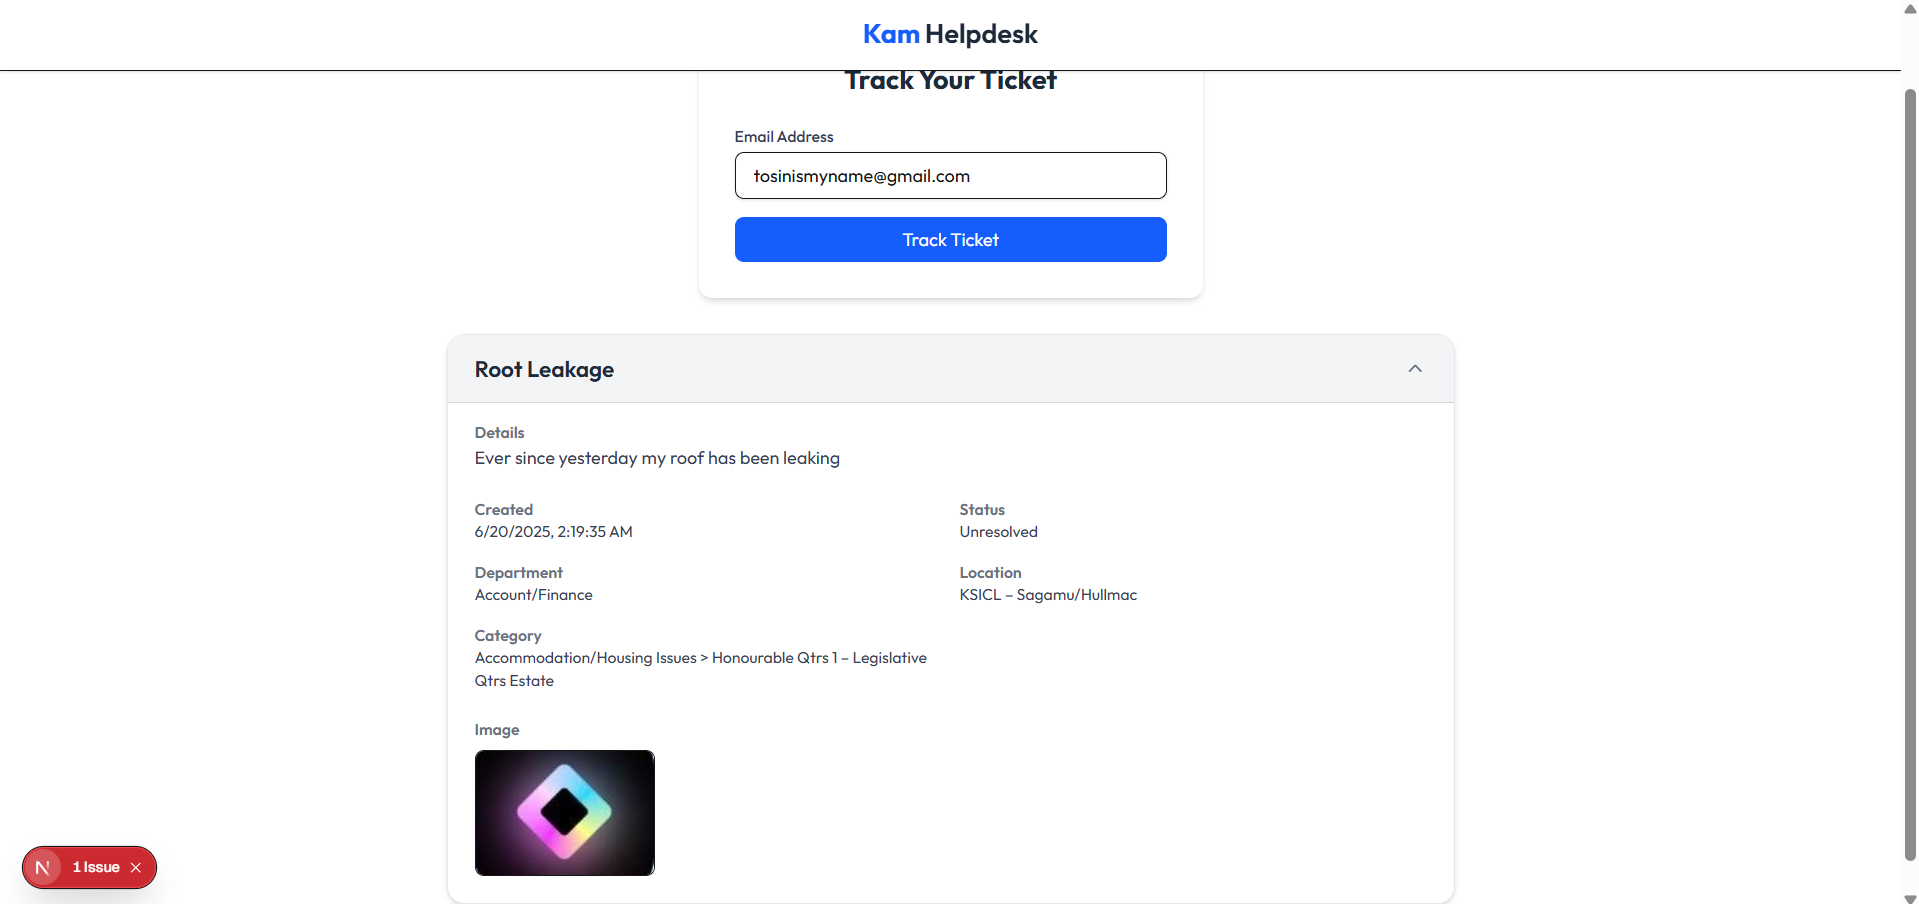 Kam Helpdesk
Track Your Ticket
Email Address
tosinismyname@gmail.com
Track Ticket
Root Leakage
Details
Ever since yesterday my roof has been leaking
Created
6/20/2025, 2:19:35 AM
Status
Unresolved
Department
Account/Finance
Location
KSICL – Sagamu/Hullmac
Category
Accommodation/Housing Issues > Honourable Qtrs 1 – Legislative
Qtrs Estate
Image
N 1 Issue